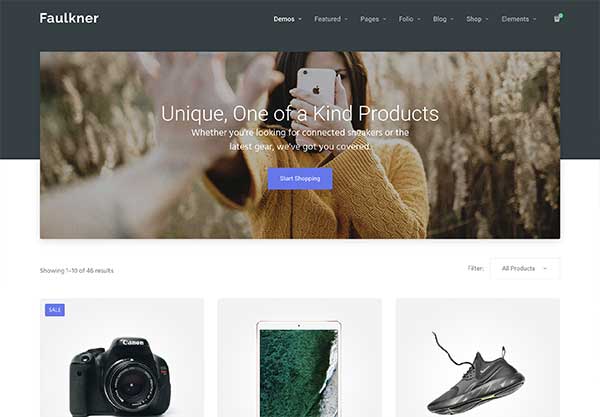 Faulkner
Demos Featured Pages Folio Blog Shop Elements
Unique, One of a Kind Products
Whether you're looking for connected sneakers or the
latest gear, we've got you covered.
Start Shopping
Showing 1–10 of 46 results
Filter: All Products
SALE
Canon